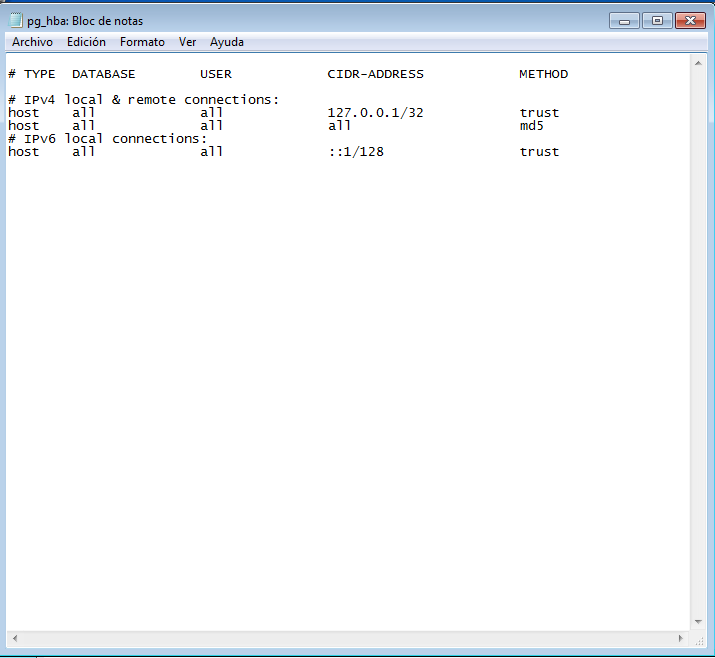 pg_hba: Bloc de notas
Archivo Edición Formato Ver Ayuda
# TYPE DATABASE USER CIDR-ADDRESS METHOD
# IPv4 local & remote connections:
host all all 127.0.0.1/32 trust
host all all all md5
# IPv6 local connections:
host all all ::1/128 trust